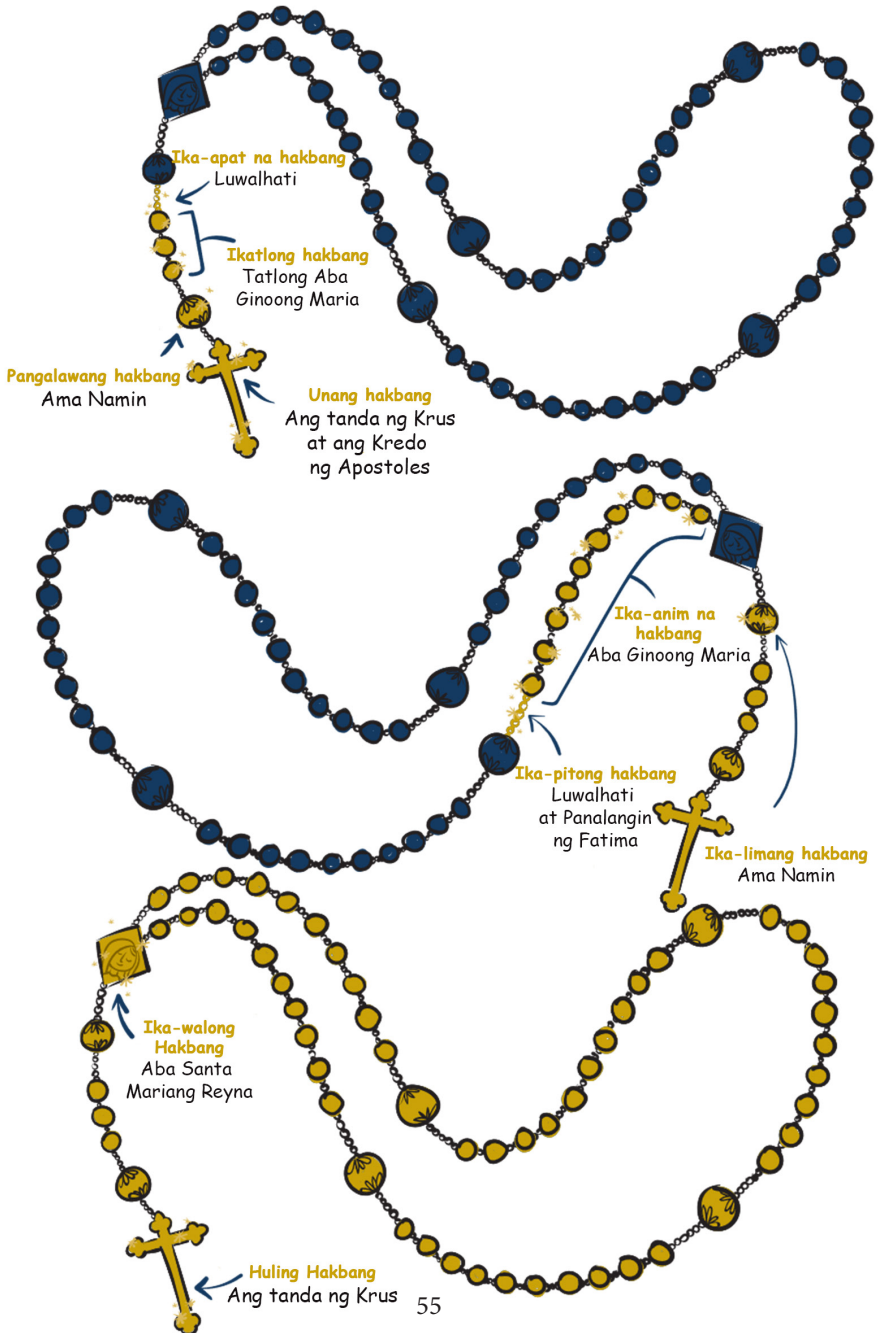 Ika-apat na hakbang
Luwalhati
Ikatlong hakbang
Tatlong Aba
Ginoong Maria
Pangalawang hakbang
Ama Namin
Unang hakbang
Ang tanda ng Krus
at ang Kredo
ng Apostoles
Ika-anim na
hakbang
Aba Ginoong Maria
Ika-pitong hakbang
Luwalhati
at Panalangin
ng Fatima
Ika-limang hakbang
Ama Namin
Ika-walong
Hakbang
Aba Santa
Mariang Reyna
Huling Hakbang
Ang tanda ng Krus
55